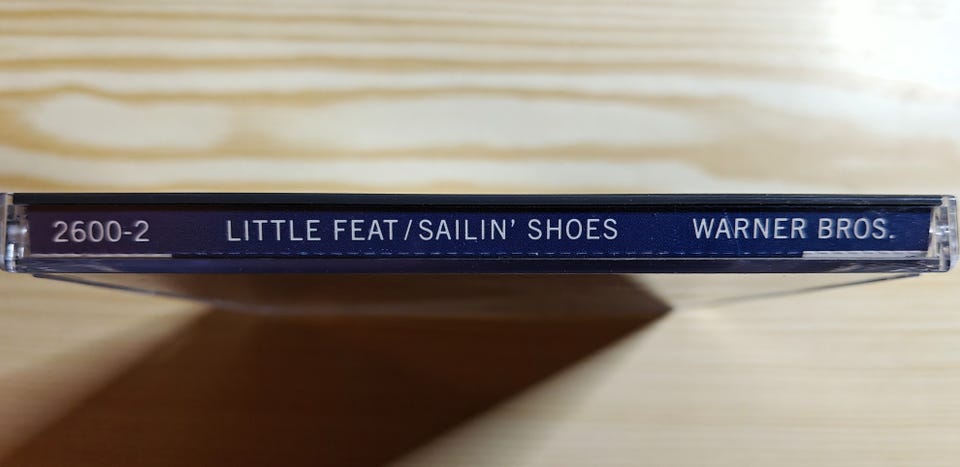 2600-2 LITTLE FEAT/SAILIN' SHOES WARNER BROS.